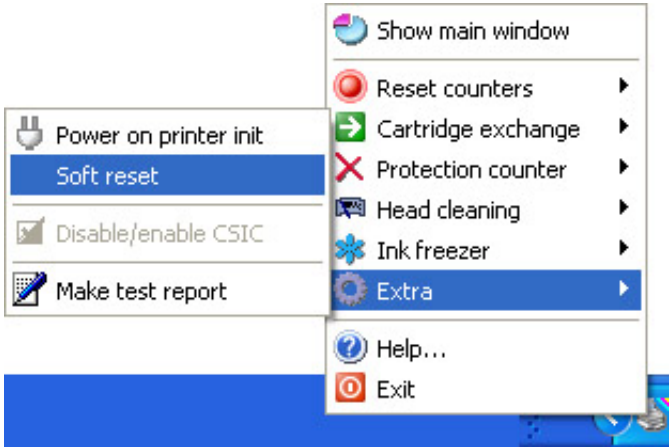 Show main window
Reset counters
Cartridge exchange
Protection counter
Head cleaning
Ink freezer
Extra
Help...
Exit
Power on printer init
Soft reset
Disable/enable CSIC
Make test report